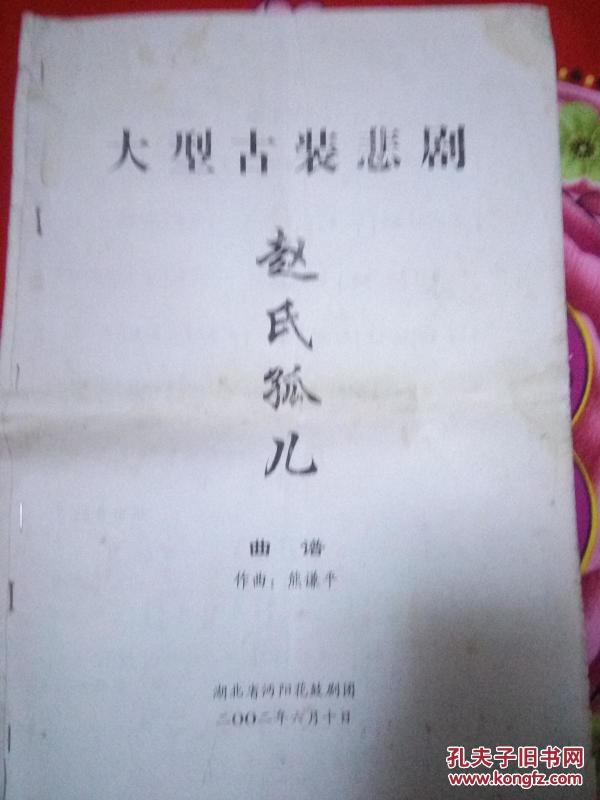 大型古装悲剧
赵氏孤儿
曲谱
作曲：熊谦平
湖北省沔阳花鼓剧团
二〇〇二年六月十日
孔夫子旧书网
www.kongfz.com